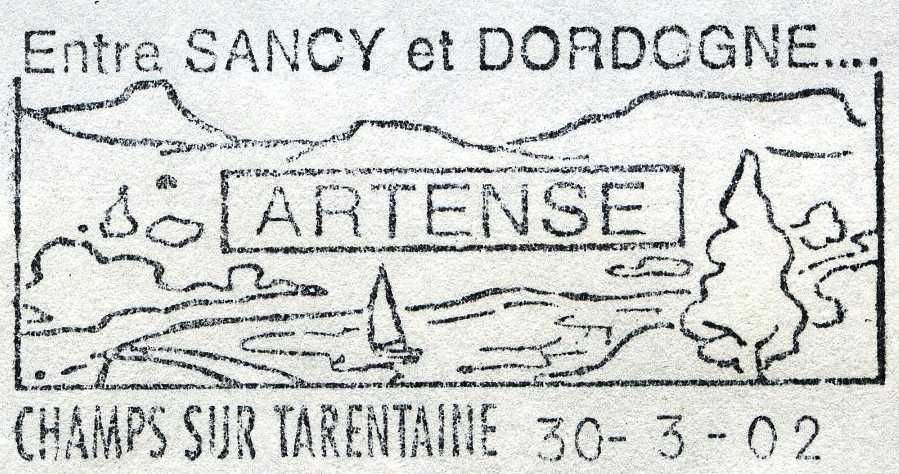 Entre SANCY et DORDOGNE....
ARTENSE
CHAMPS SUR TARENTAINE 30-3-02